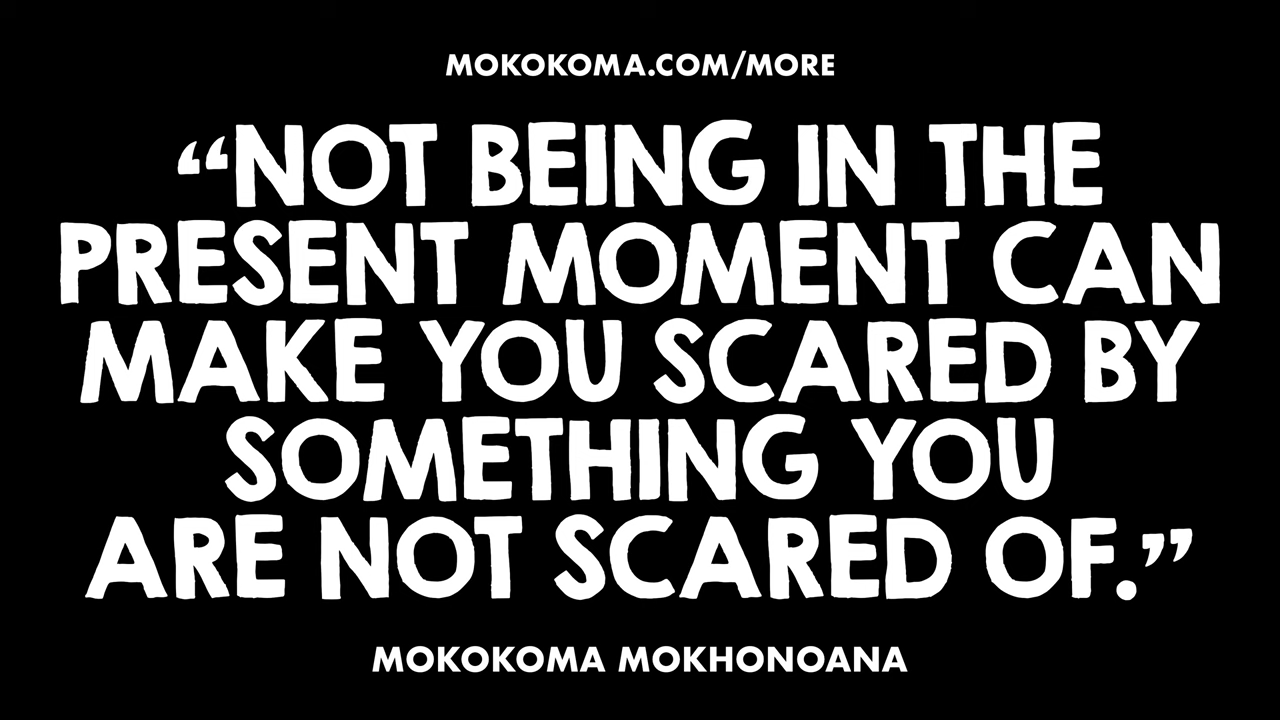 MOKOKOMA.COM/MORE
“NOT BEING IN THE
PRESENT MOMENT CAN
MAKE YOU SCARED BY
SOMETHING YOU
ARE NOT SCARED OF.”
MOKOKOMA MOKHONOANA